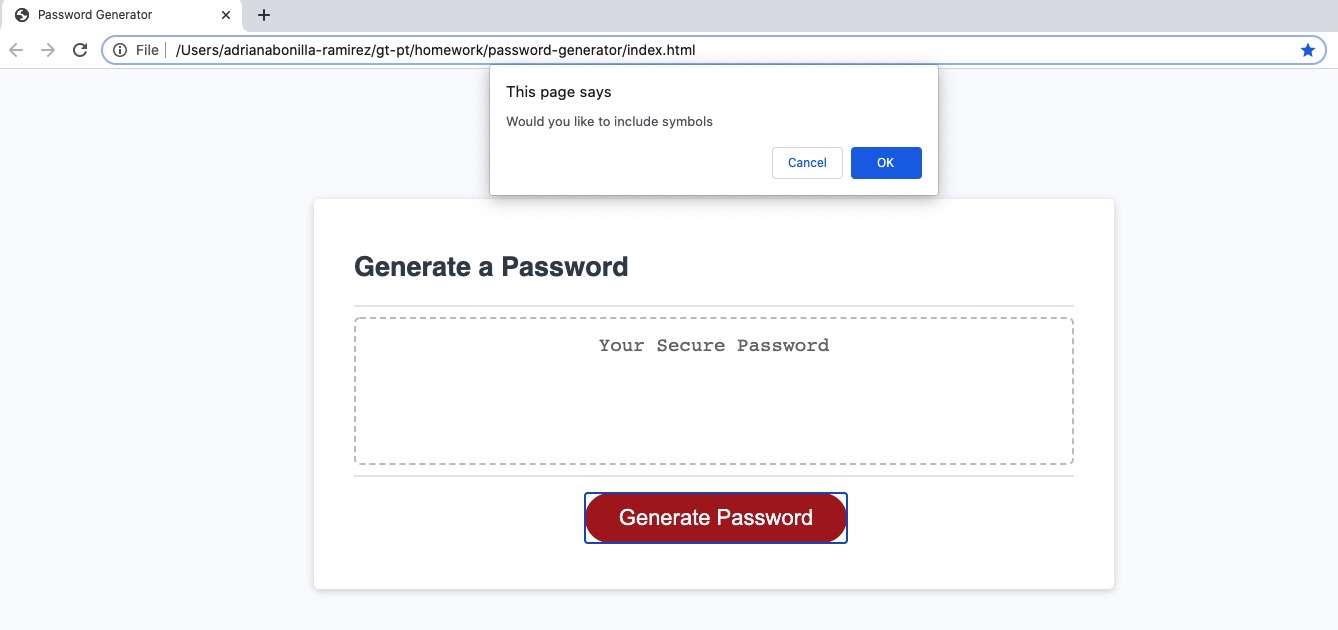 Password Generator
File /Users/adrianabonilla-ramirez/gt-pt/homework/password-generator/index.html
This page says
Would you like to include symbols
Cancel OK
Generate a Password
Your Secure Password
Generate Password